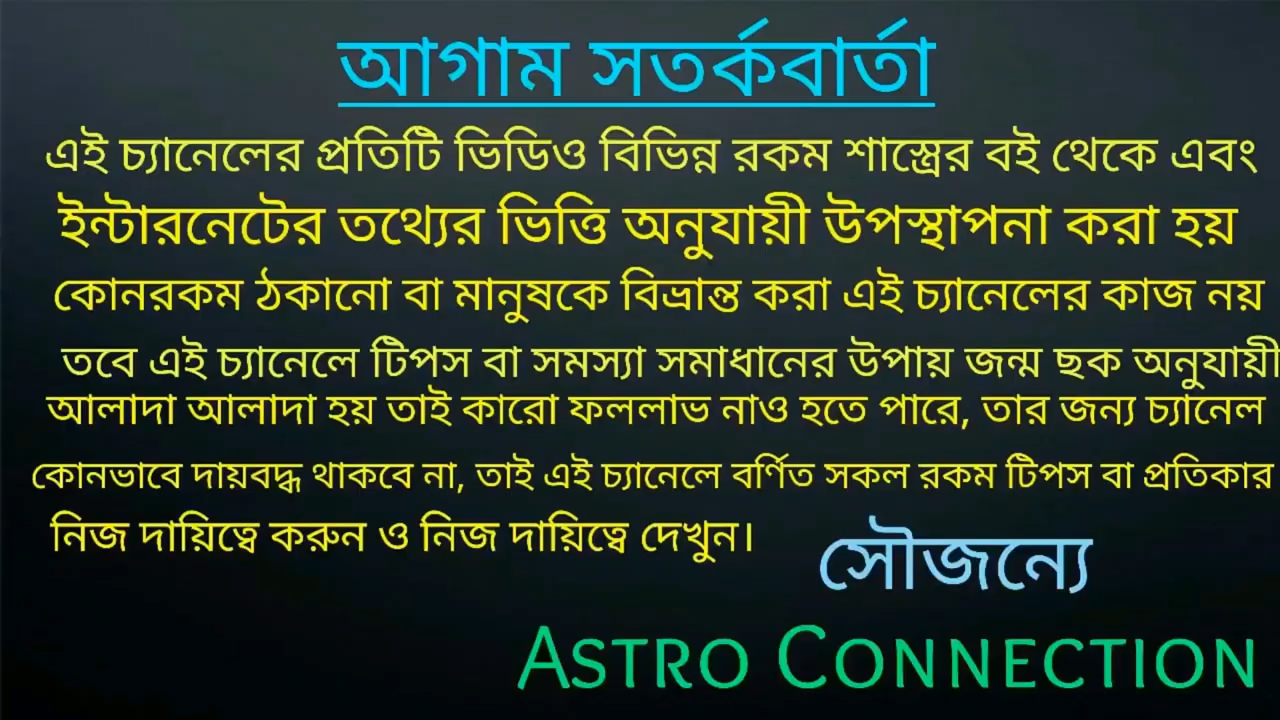 আগাম সতর্কবার্তা
এই চ্যানেলের প্রতিটি ভিডিও বিভিন্ন রকম শাস্ত্রের বই থেকে এবং
ইন্টারনেটের তথ্যের ভিত্তি অনুযায়ী উপস্থাপনা করা হয়
কোনরকম ঠকানো বা মানুষকে বিভ্রান্ত করা এই চ্যানেলের কাজ নয়
তবে এই চ্যানেলে টিপস বা সমস্যা সমাধানের উপায় জন্ম ছক অনুযায়ী
আলাদা আলাদা হয় তাই কারো ফললাভ নাও হতে পারে, তার জন্য চ্যানেল
কোনভাবে দায়বদ্ধ থাকবে না, তাই এই চ্যানেলে বর্ণিত সকল রকম টিপস বা প্রতিকার
নিজ দায়িত্বে করুন ও নিজ দায়িত্বে দেখুন।
সৌজন্যে
ASTRO CONNECTION